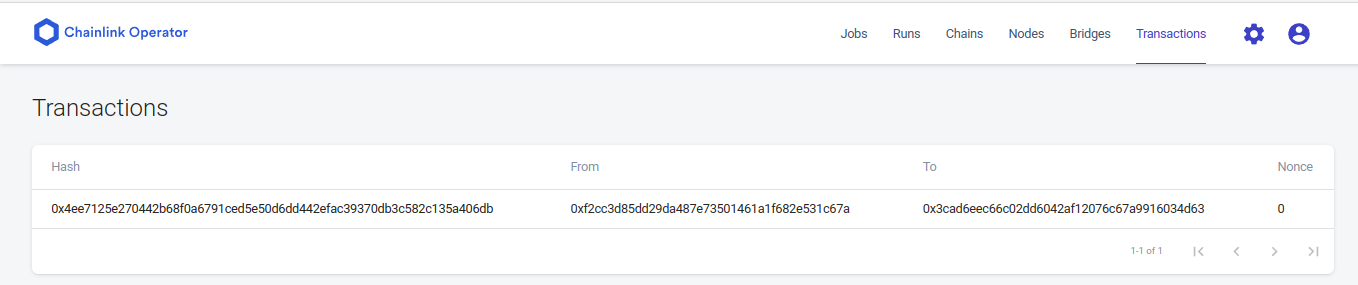 Chainlink Operator
Jobs Runs Chains Nodes Bridges Transactions
Transactions
Hash From To Nonce
0x4ee7125e270442b68f0a6791ced5e50d6dd442efac39370db3c582c135a406db 0xf2cc3d85dd29da487e73501461a1f682e531c67a 0x3cad6eec66c02dd6042af12076c67a9916034d63 0
1-1 of 1